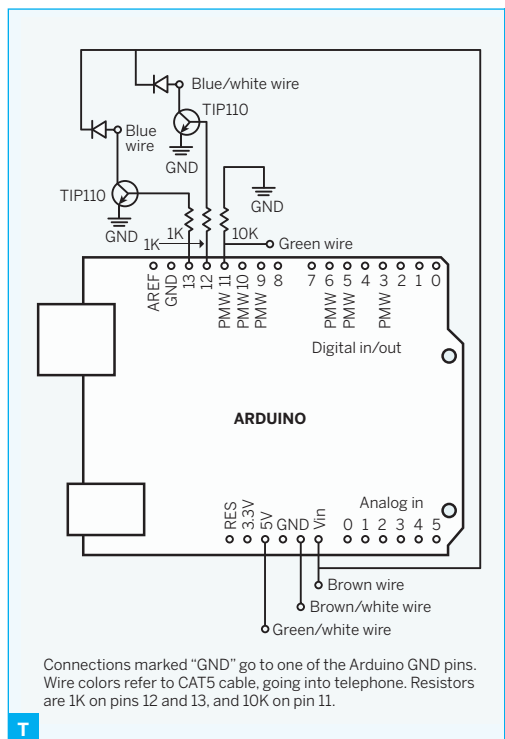 Blue/white wire
TIP110
Blue
wire
GND
TIP110
GND
GND
1K
1K
10K
Green wire
AREF
GND
13
12
PMW 11
PMW 10
PMW 9
8
7
PMW 6
PMW 5
4
PMW 3
2
1
0
Digital in/out
ARDUINO
Analog in
RES
3.3V
5V
GND
Vin
0 1 2 3 4 5
Brown wire
Brown/white wire
Green/white wire
Connections marked “GND” go to one of the Arduino GND pins.
Wire colors refer to CAT5 cable, going into telephone. Resistors
are 1K on pins 12 and 13, and 10K on pin 11.
T